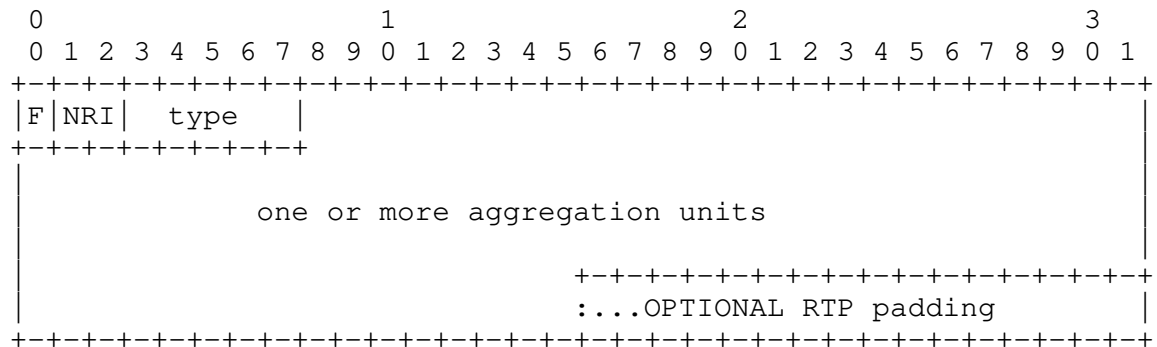 0                   1                   2                   3
 0 1 2 3 4 5 6 7 8 9 0 1 2 3 4 5 6 7 8 9 0 1 2 3 4 5 6 7 8 9 0 1
+-+-+-+-+-+-+-+-+-+-+-+-+-+-+-+-+-+-+-+-+-+-+-+-+-+-+-+-+-+-+-+-+
|F|NRI|  type   |                                               |
+-+-+-+-+-+-+-+-+                                               |
|                                                               |
|             one or more aggregation units                     |
|                                                               |
|                               +-+-+-+-+-+-+-+-+-+-+-+-+-+-+-+-+
|                               :...OPTIONAL RTP padding        |
+-+-+-+-+-+-+-+-+-+-+-+-+-+-+-+-+-+-+-+-+-+-+-+-+-+-+-+-+-+-+-+-+